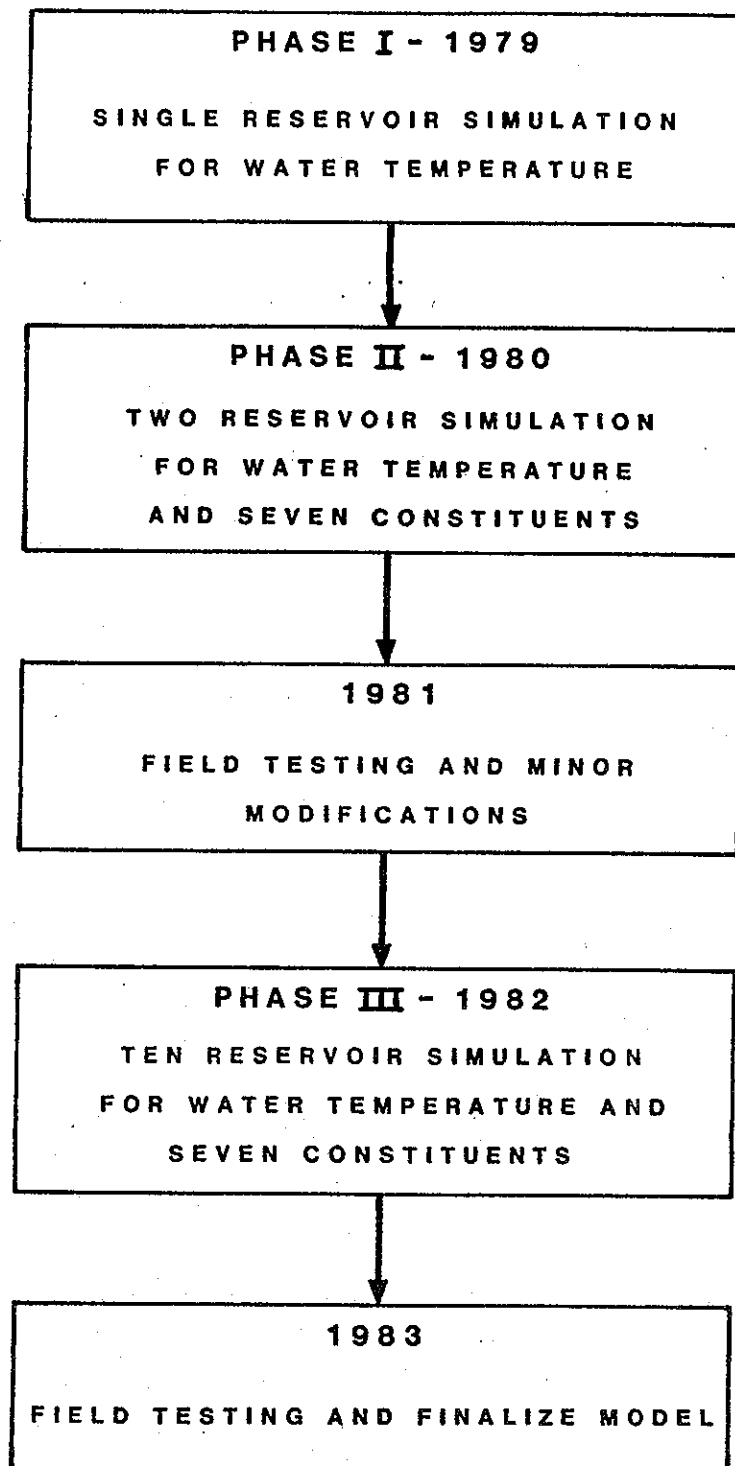 PHASE I - 1979
SINGLE RESERVOIR SIMULATION
FOR WATER TEMPERATURE
PHASE II - 1980
TWO RESERVOIR SIMULATION
FOR WATER TEMPERATURE
AND SEVEN CONSTITUENTS
1981
FIELD TESTING AND MINOR
MODIFICATIONS
PHASE III - 1982
TEN RESERVOIR SIMULATION
FOR WATER TEMPERATURE AND
SEVEN CONSTITUENTS
1983
FIELD TESTING AND FINALIZE MODEL